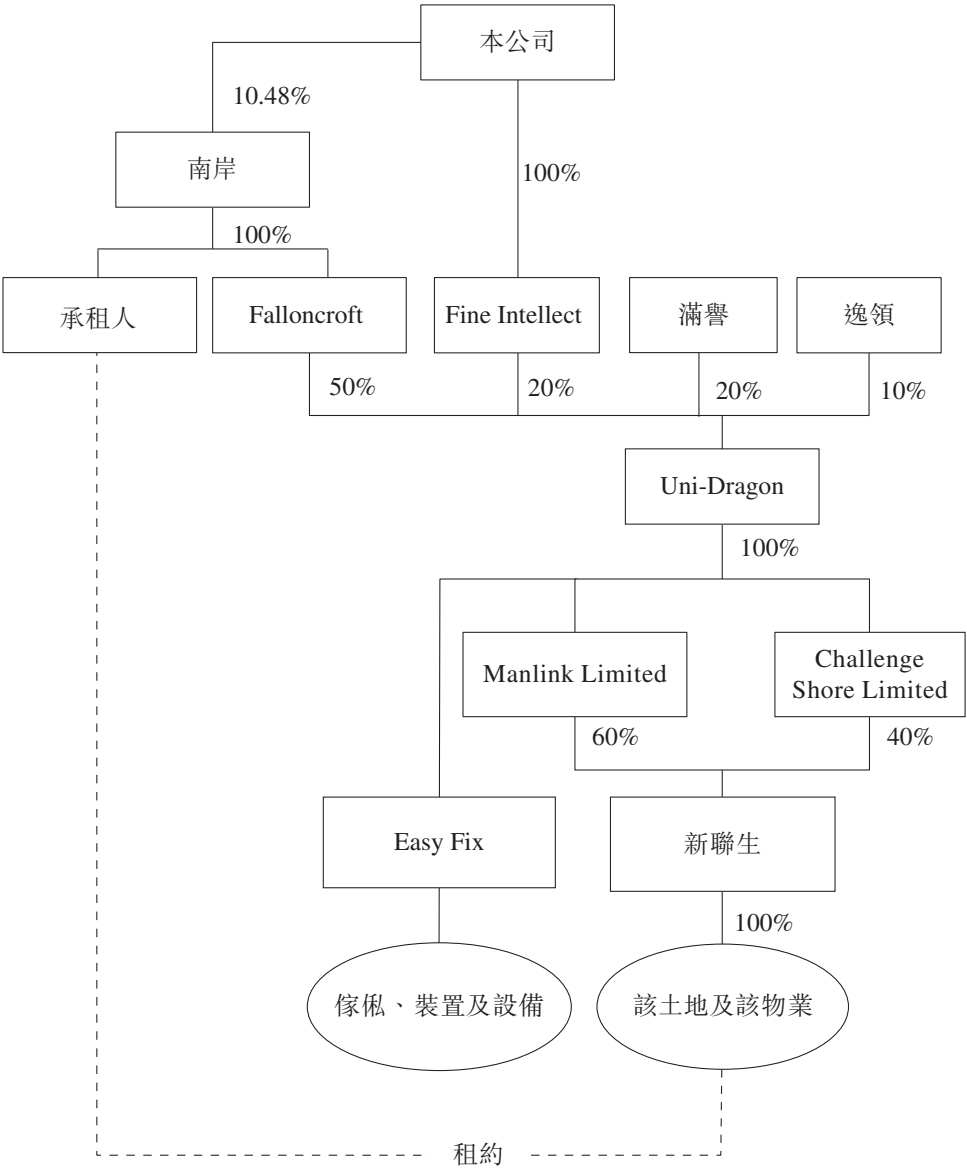 本公司
10.48%
南岸
100%
100%
承租人
Falloncroft
Fine Intellect
滿譽
逸領
50%
20%
20%
10%
Uni-Dragon
100%
Manlink Limited
Challenge
Shore Limited
60%
40%
Easy Fix
新聯生
100%
傢俬、裝置及設備
該土地及該物業
租約